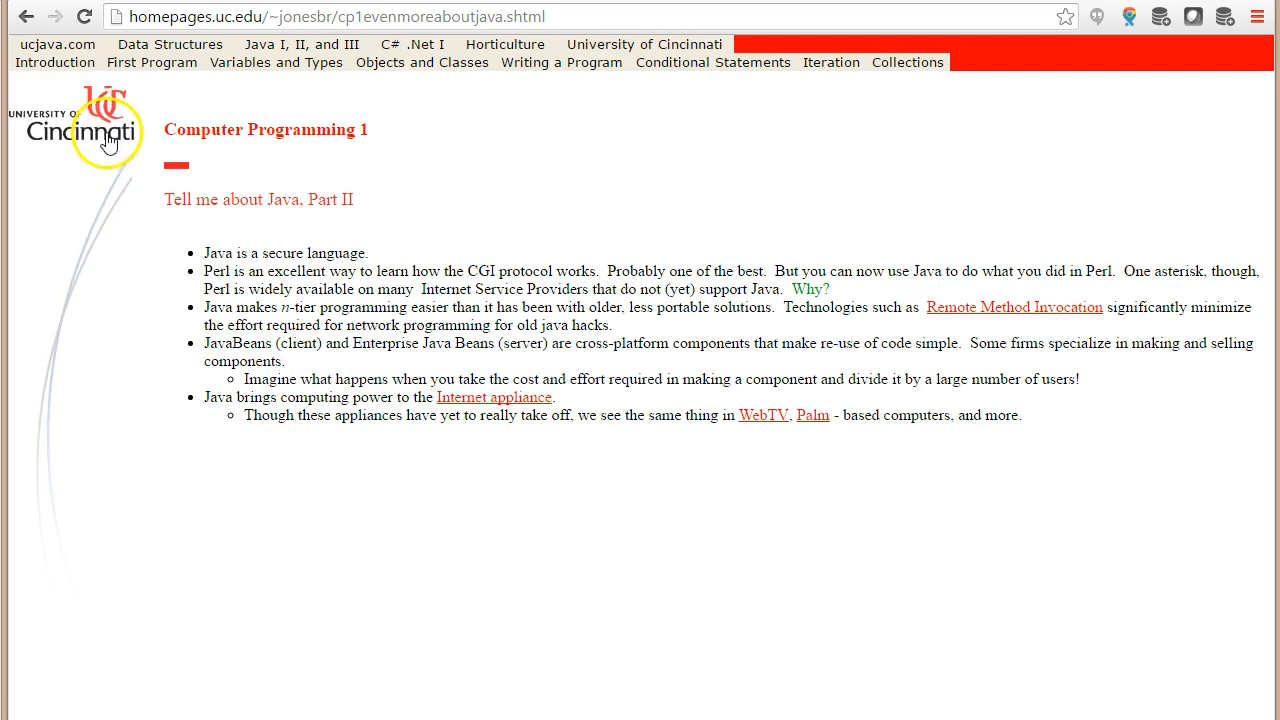 homepages.uc.edu/~jonesbr/cp1evenmoreaboutjava.shtml
ucjava.com Data Structures Java I, II, and III C# .Net I Horticulture University of Cincinnati
Introduction First Program Variables and Types Objects and Classes Writing a Program Conditional Statements Iteration Collections
UC
UNIVERSITY OF
Cincinnati
Computer Programming 1
Tell me about Java, Part II
Java is a secure language.
Perl is an excellent way to learn how the CGI protocol works. Probably one of the best. But you can now use Java to do what you did in Perl. One asterisk, though,
Perl is widely available on many Internet Service Providers that do not (yet) support Java. Why?
Java makes n-tier programming easier than it has been with older, less portable solutions. Technologies such as Remote Method Invocation significantly minimize
the effort required for network programming for old java hacks.
JavaBeans (client) and Enterprise Java Beans (server) are cross-platform components that make re-use of code simple. Some firms specialize in making and selling
components.
Imagine what happens when you take the cost and effort required in making a component and divide it by a large number of users!
Java brings computing power to the Internet appliance.
Though these appliances have yet to really take off, we see the same thing in WebTV, Palm - based computers, and more.